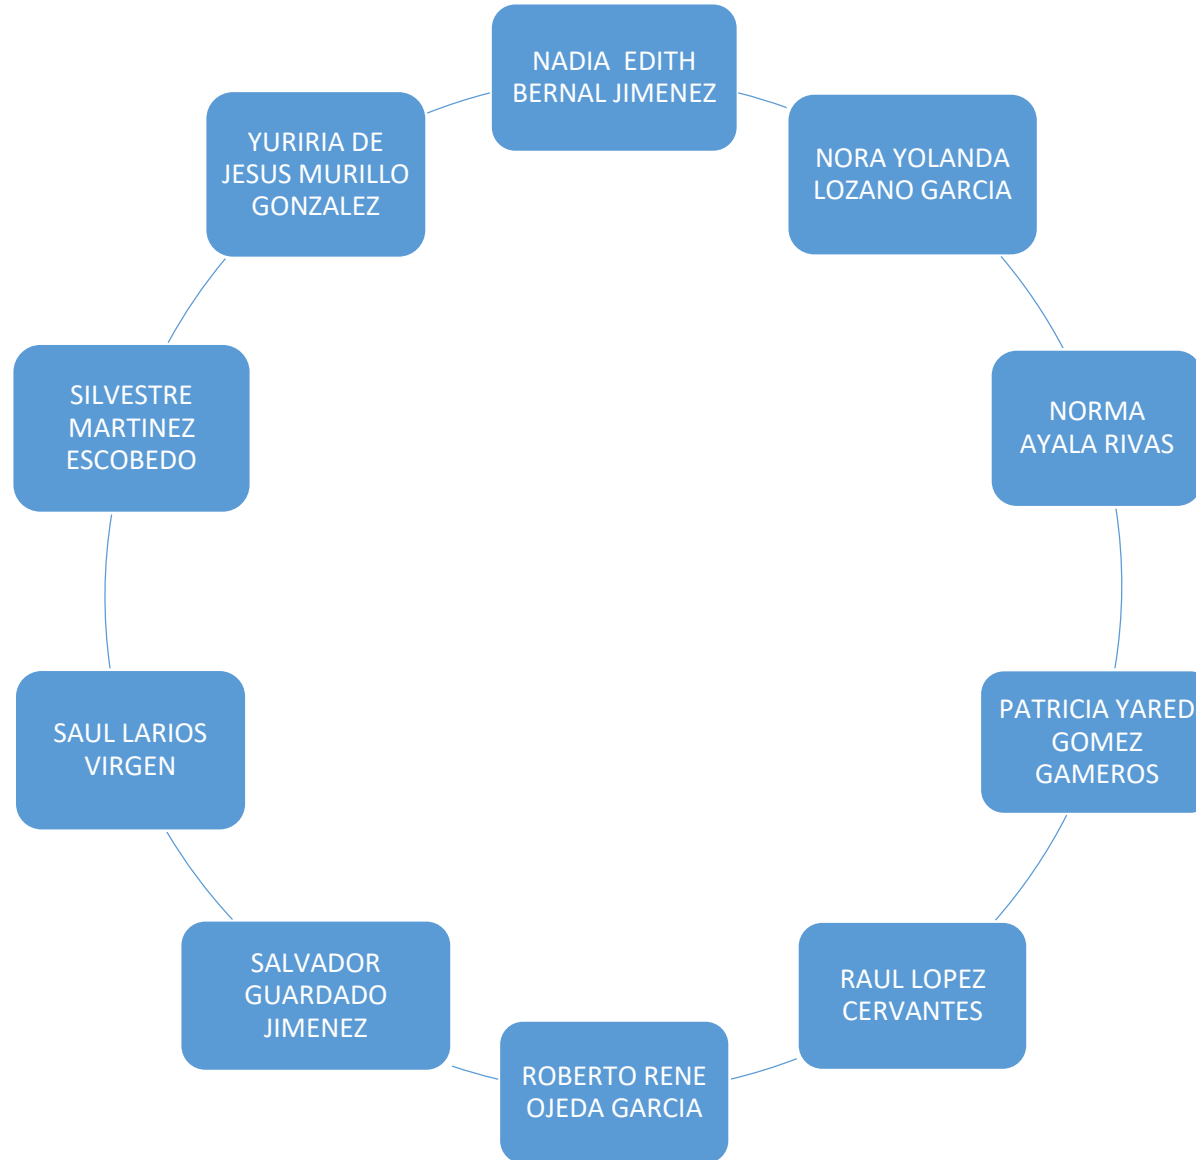 NADIA  EDITH
BERNAL JIMENEZ
NORA YOLANDA
LOZANO GARCIA
NORMA
AYALA RIVAS
PATRICIA YARED
GOMEZ
GAMEROS
RAUL LOPEZ
CERVANTES
ROBERTO RENE
OJEDA GARCIA
SALVADOR
GUARDADO
JIMENEZ
SAUL LARIOS
VIRGEN
SILVESTRE
MARTINEZ
ESCOBEDO
YURIRIA DE
JESUS MURILLO
GONZALEZ